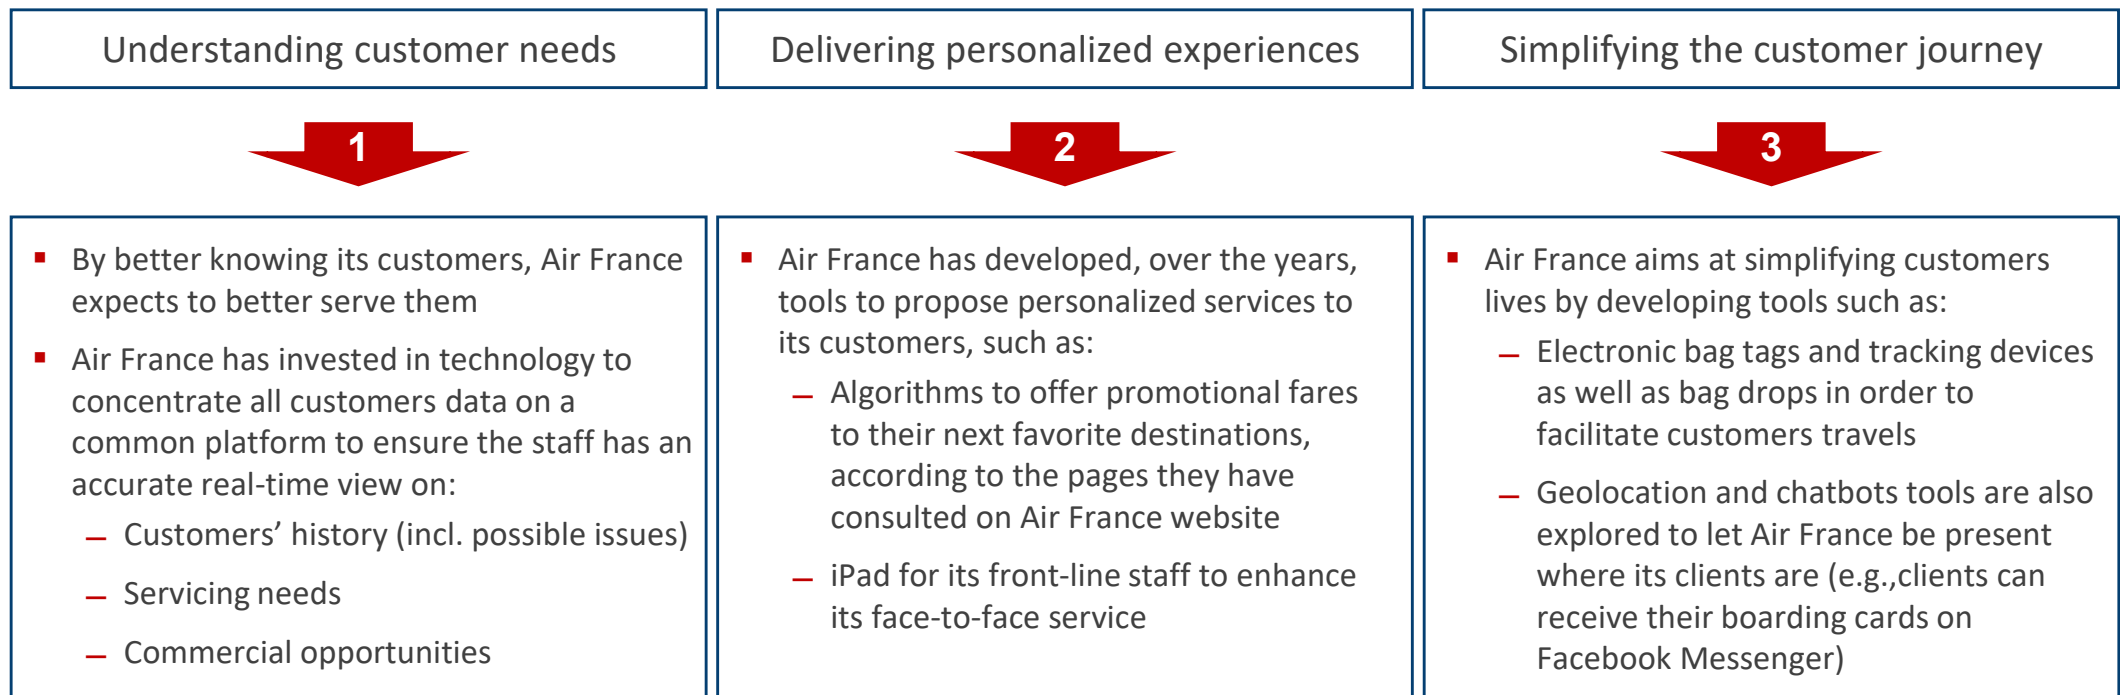 Understanding customer needs
1
▪ By better knowing its customers, Air France
expects to better serve them
▪ Air France has invested in technology to
concentrate all customers data on a
common platform to ensure the staff has an
accurate real-time view on:
– Customers’ history (incl. possible issues)
– Servicing needs
– Commercial opportunities
Delivering personalized experiences
2
▪ Air France has developed, over the years,
tools to propose personalized services to
its customers, such as:
– Algorithms to offer promotional fares
to their next favorite destinations,
according to the pages they have
consulted on Air France website
– iPad for its front-line staff to enhance
its face-to-face service
Simplifying the customer journey
3
▪ Air France aims at simplifying customers
lives by developing tools such as:
– Electronic bag tags and tracking devices
as well as bag drops in order to
facilitate customers travels
– Geolocation and chatbots tools are also
explored to let Air France be present
where its clients are (e.g.,clients can
receive their boarding cards on
Facebook Messenger)